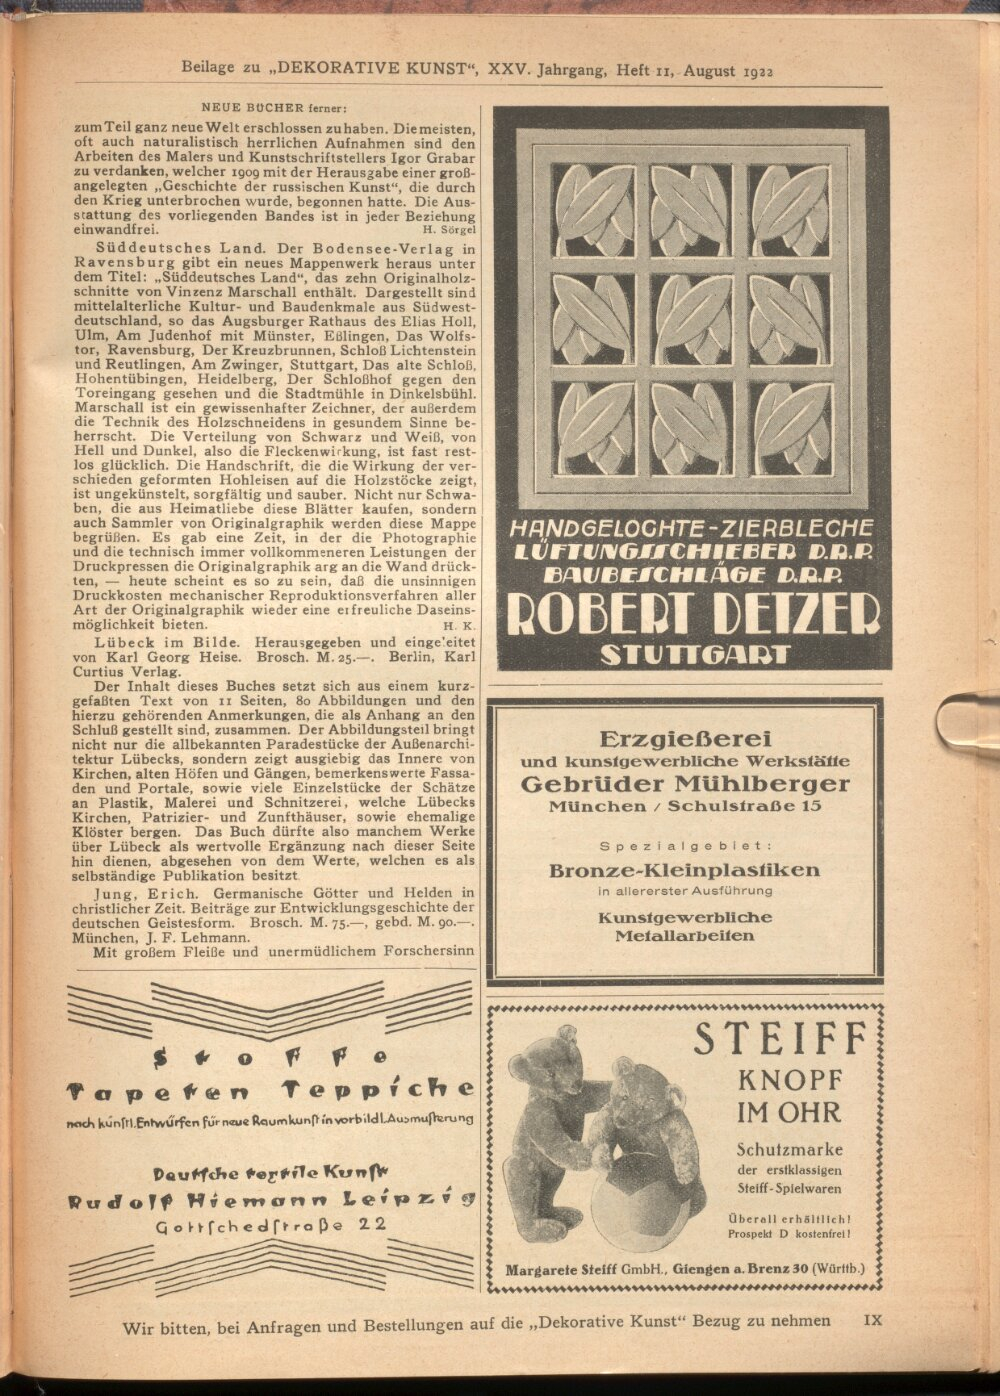 Beilage zu „DEKORATIVE KUNST“, XXV. Jahrgang, Heft 11, August 1922
NEUE BÜCHER ferner:
zum Teil ganz neue Welt erschlossen zu haben. Die meisten,
oft auch naturalistisch herrlichen Aufnahmen sind den
Arbeiten des Malers und Kunstschriftstellers Igor Grabar
zu verdanken, welcher 1909 mit der Herausgabe einer groß-
angelegten „Geschichte der russischen Kunst“, die durch
den Krieg unterbrochen wurde, begonnen hatte. Die Aus-
stattung des vorliegenden Bandes ist in jeder Beziehung
einwandfrei. H. Sörgel
Süddeutsches Land. Der Bodensee-Verlag in
Ravensburg gibt ein neues Mappenwerk heraus unter
dem Titel: „Süddeutsches Land“, das zehn Originalholz-
schnitte von Vinzenz Marschall enthält. Dargestellt sind
mittelalterliche Kultur- und Baudenkmale aus Südwest-
deutschland, so das Augsburger Rathaus des Elias Holl,
Ulm, Am Judenhof mit Münster, Eßlingen, Das Wolfs-
tor, Ravensburg, Der Kreuzbrunnen, Schloß Lichtenstein
und Reutlingen, Am Zwinger, Stuttgart, Das alte Schloß,
Hohentübingen, Heidelberg, Der Schloßhof gegen den
Toreingang gesehen und die Stadtmühle in Dinkelsbühl.
Marschall ist ein gewissenhafter Zeichner, der außerdem
die Technik des Holzschneidens in gesundem Sinne be-
herrscht. Die Verteilung von Schwarz und Weiß, von
Hell und Dunkel, also die Fleckenwirkung, ist fast rest-
los glücklich. Die Handschrift, die die Wirkung der ver-
schieden geformten Hohleisen auf die Holzstöcke zeigt,
ist ungekünstelt, sorgfältig und sauber. Nicht nur Schwa-
ben, die aus Heimatliebe diese Blätter kaufen, sondern
auch Sammler von Originalgraphik werden diese Mappe
begrüßen. Es gab eine Zeit, in der die Photographie
und die technisch immer vollkommeneren Leistungen der
Druckpressen die Originalgraphik arg an die Wand drück-
ten, — heute scheint es so zu sein, daß die unsinnigen
Druckkosten mechanischer Reproduktionsverfahren aller
Art der Originalgraphik wieder eine erfreuliche Daseins-
möglichkeit bieten. H. K.
Lübeck im Bilde. Herausgegeben und eingeleitet
von Karl Georg Heise. Brosch. M. 25.—. Berlin, Karl
Curtius Verlag.
Der Inhalt dieses Buches setzt sich aus einem kurz-
gefaßten Text von 11 Seiten, 80 Abbildungen und den
hierzu gehörenden Anmerkungen, die als Anhang an den
Schluß gestellt sind, zusammen. Der Abbildungsteil bringt
nicht nur die allbekannten Paradestücke der Außenarchi-
tektur Lübecks, sondern zeigt ausgiebig das Innere von
Kirchen, alten Höfen und Gängen, bemerkenswerte Fassa-
den und Portale, sowie viele Einzelstücke der Schätze
an Plastik, Malerei und Schnitzerei, welche Lübecks
Kirchen, Patrizier- und Zunfthäuser, sowie ehemalige
Klöster bergen. Das Buch dürfte also manchem Werke
über Lübeck als wertvolle Ergänzung nach dieser Seite
hin dienen, abgesehen von dem Werte, welchen es als
selbständige Publikation besitzt
Jung, Erich. Germanische Götter und Helden in
christlicher Zeit. Beiträge zur Entwicklungsgeschichte der
deutschen Geistesform. Brosch. M. 75.—, gebd. M. 90.—.
München, J. F. Lehmann.
Mit großem Fleiße und unermüdlichem Forschersinn
Stoffe
Tapeten Teppiche
nach künstl. Entwürfen für neue Raumkunst in vorbildl. Ausmusterung
Deutsche textile Kunst
Rudolf Hiemann Leipzig
Gottschedstraße 22
HANDGELOCHTE-ZIERBLECHE
LÜFTUNGSSCHIEBER D.R.P.
BAUBESCHLÄGE D.R.P.
ROBERT DETZER
STUTTGART
Erzgießerei
und kunstgewerbliche Werkstätte
Gebrüder Mühlberger
München / Schulstraße 15
Spezialgebiet:
Bronze-Kleinplastiken
in allererster Ausführung
Kunstgewerbliche
Metallarbeiten
STEIFF
KNOPF
IM OHR
Schutzmarke
der erstklassigen
Steiff-Spielwaren
Überall erhältlich!
Prospekt D kostenfrei!
Margarete Steiff GmbH., Giengen a. Brenz 30 (Württb.)
Wir bitten, bei Anfragen und Bestellungen auf die „Dekorative Kunst“ Bezug zu nehmen IX